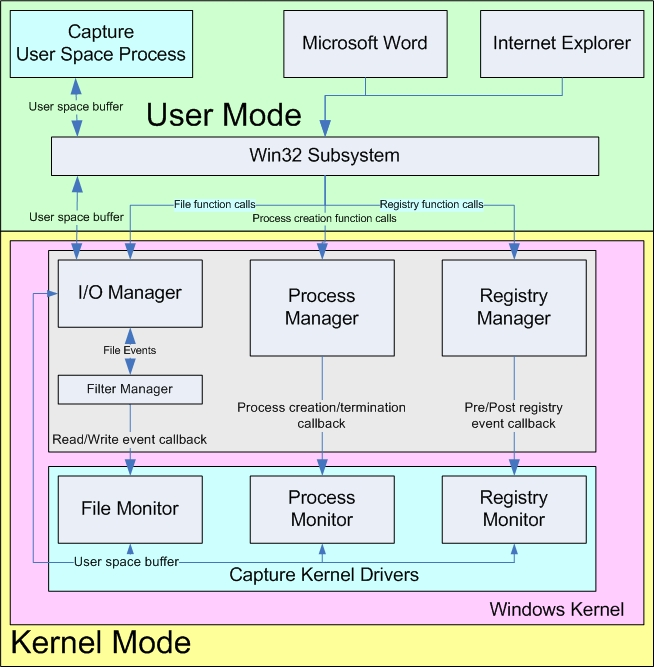 Capture
User Space Process
Microsoft Word
Internet Explorer
User space buffer
User Mode
Win32 Subsystem
File function calls
Registry function calls
User space buffer
Process creation function calls
I/O Manager
Process
Manager
Registry
Manager
File Events
Filter Manager
Process creation/termination
callback
Pre/Post registry
event callback
Read/Write event callback
File Monitor
Process
Monitor
Registry
Monitor
User space buffer
Capture Kernel Drivers
Windows Kernel
Kernel Mode